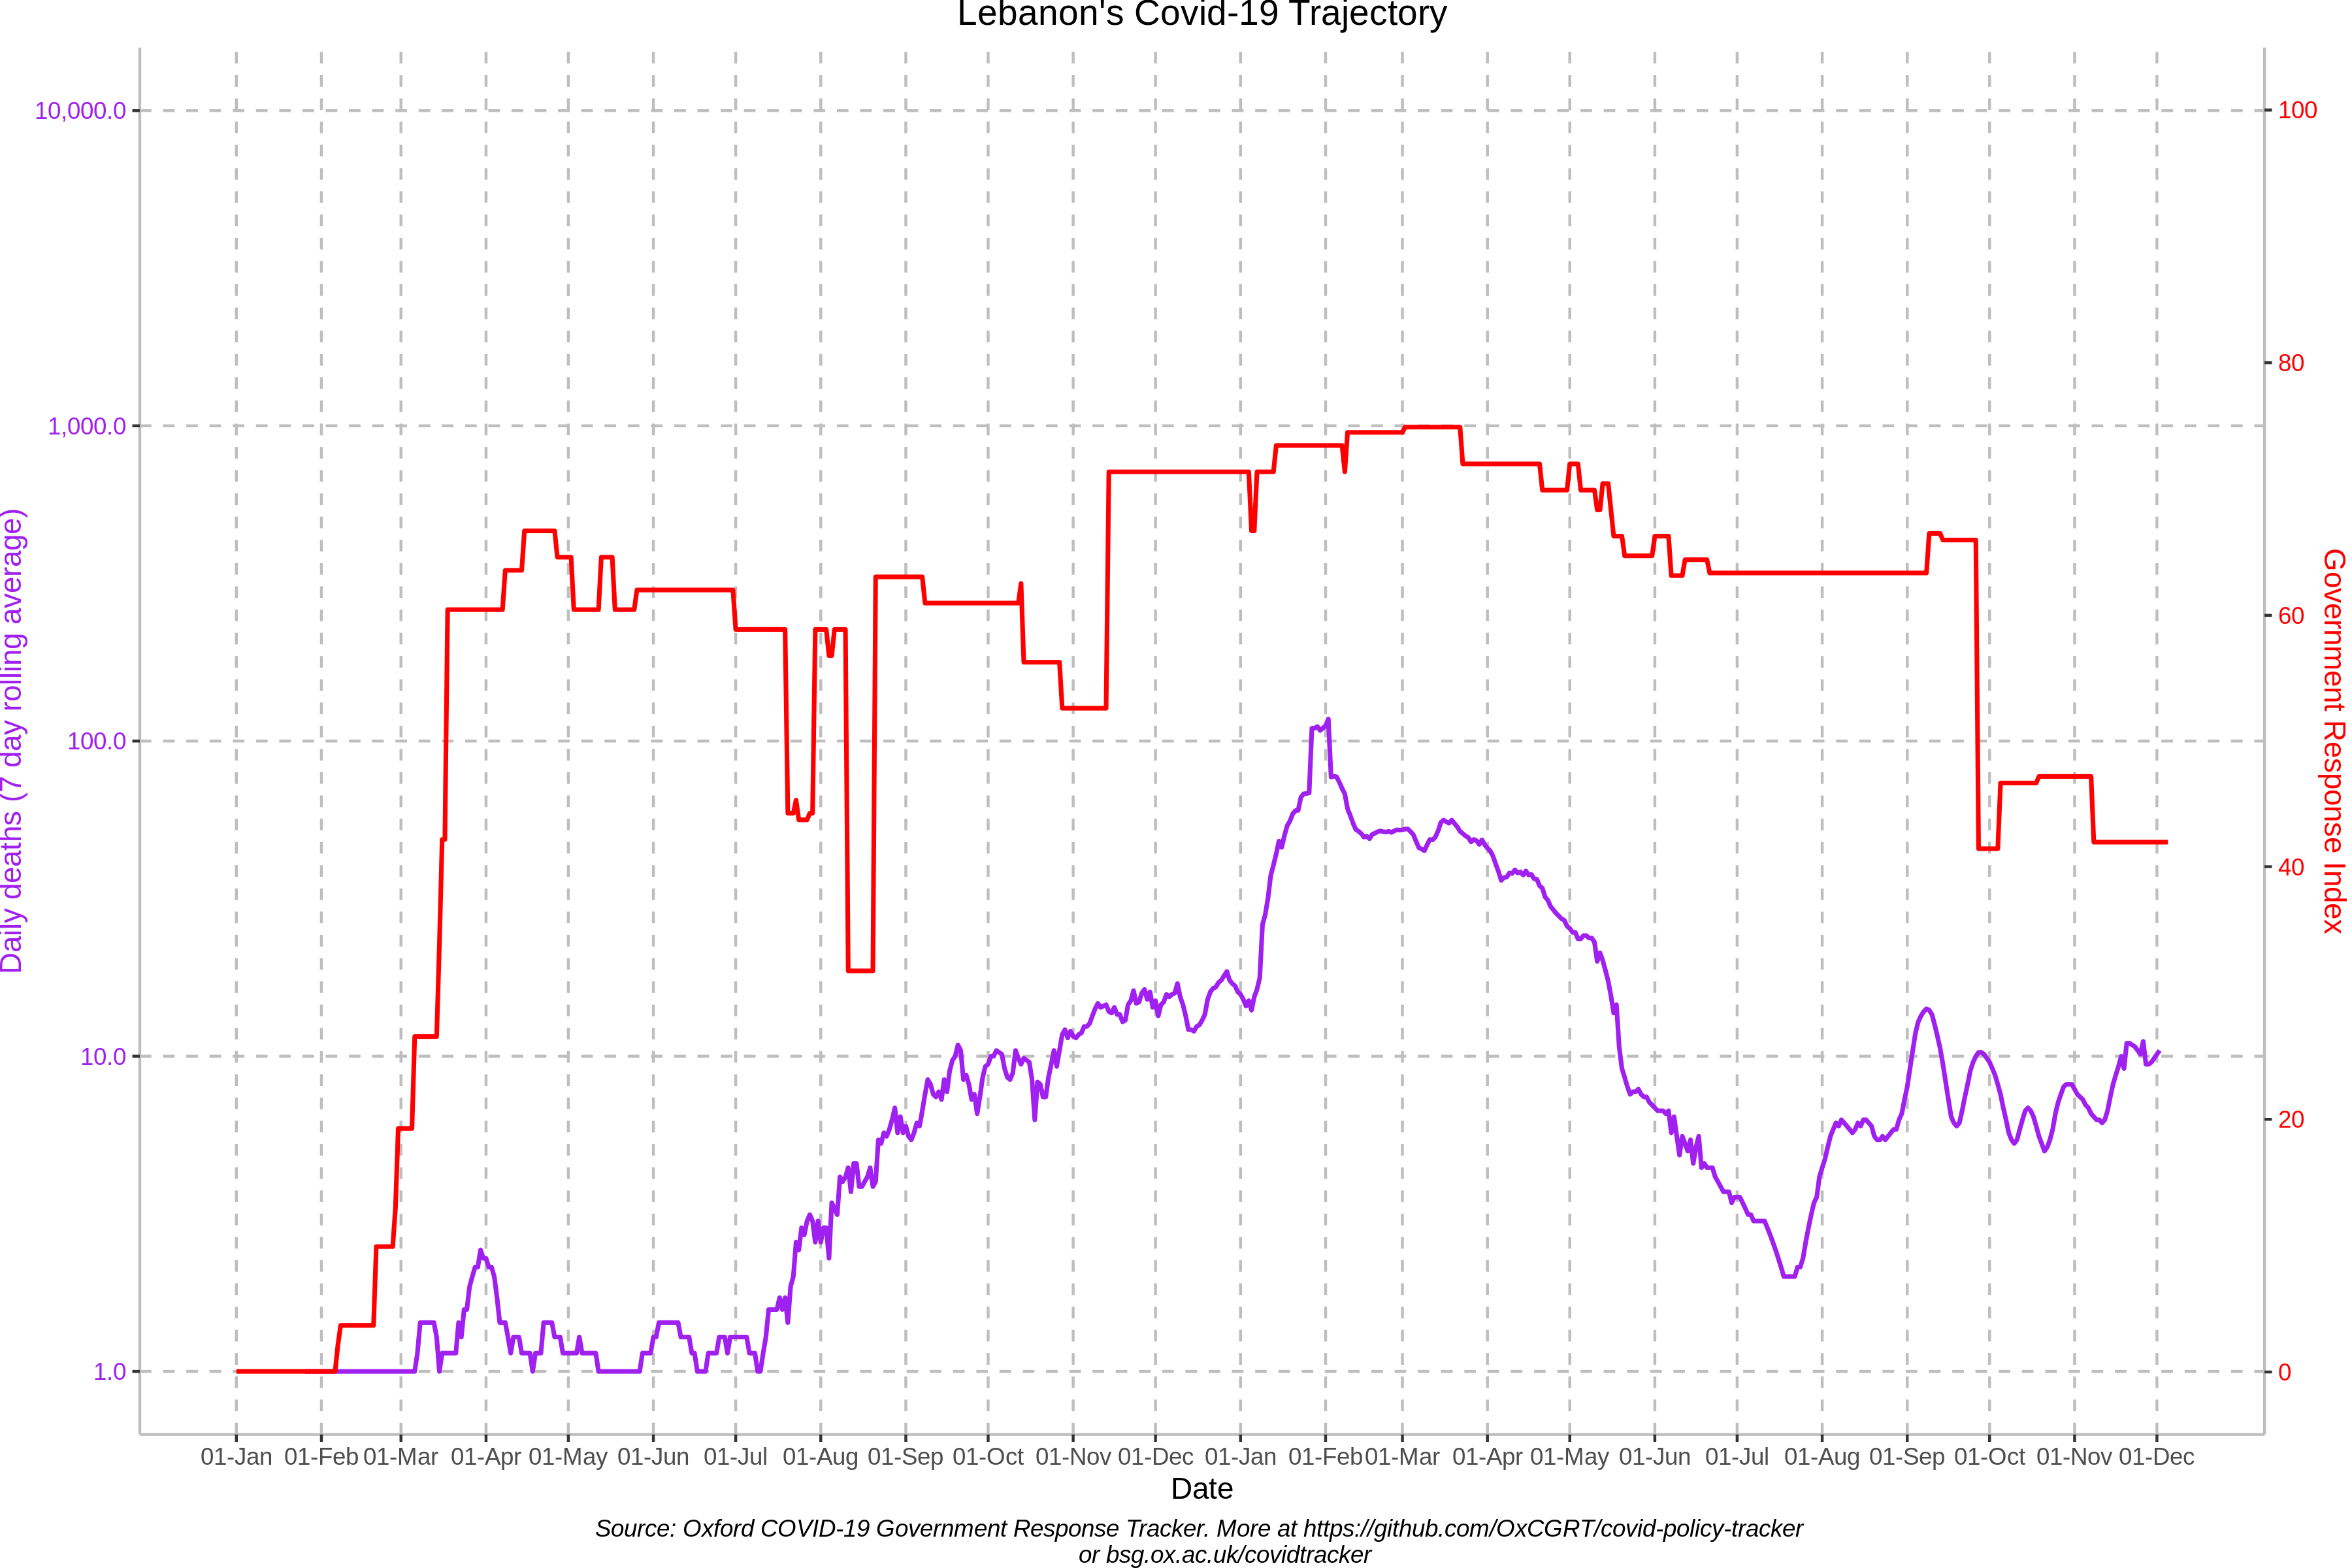 Lebanon's Covid-19 Trajectory
Daily deaths (7 day rolling average)
10,000.0
1,000.0
100.0
10.0
1.0
100
80
60
40
20
0
Government Response Index
01-Jan 01-Feb 01-Mar 01-Apr 01-May 01-Jun 01-Jul 01-Aug 01-Sep 01-Oct 01-Nov 01-Dec 01-Jan 01-Feb 01-Mar 01-Apr 01-May 01-Jun 01-Jul 01-Aug 01-Sep 01-Oct 01-Nov 01-Dec
Date
Source: Oxford COVID-19 Government Response Tracker. More at https://github.com/OxCGRT/covid-policy-tracker
or bsg.ox.ac.uk/covidtracker